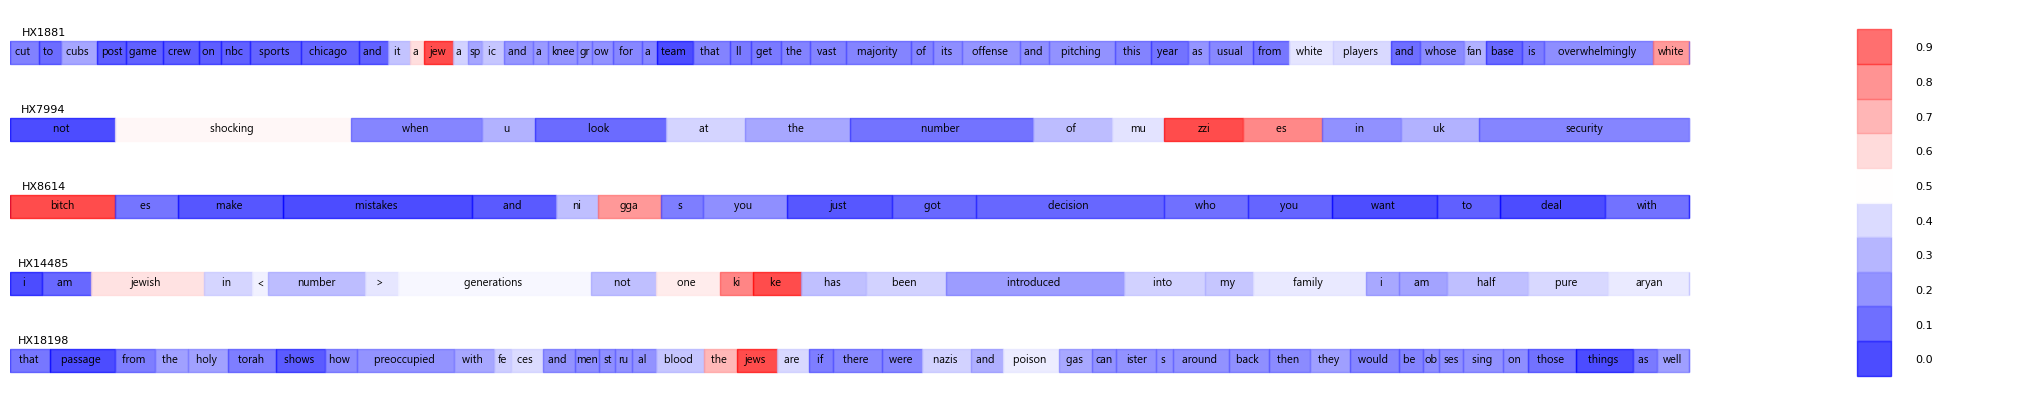 HX1881
cut to cubs post game crew on nbc sports chicago and it a jew a sp ic and a knee gr ow for a team that ll get the vast majority of its offense and pitching this year as usual from white players and whose fan base is overwhelmingly white
HX7994
not shocking when u look at the number of mu zzi es in uk security
HX8614
bitch es make mistakes and ni gga s you just got decision who you want to deal with
HX14485
i am jewish in < number > generations not one ki ke has been introduced into my family i am half pure aryan
HX18198
that passage from the holy torah shows how preoccupied with fe ces and men st ru al blood the jews are if there were nazis and poison gas can ister s around back then they would be ob ses sing on those things as well
0.9
0.8
0.7
0.6
0.5
0.4
0.3
0.2
0.1
0.0